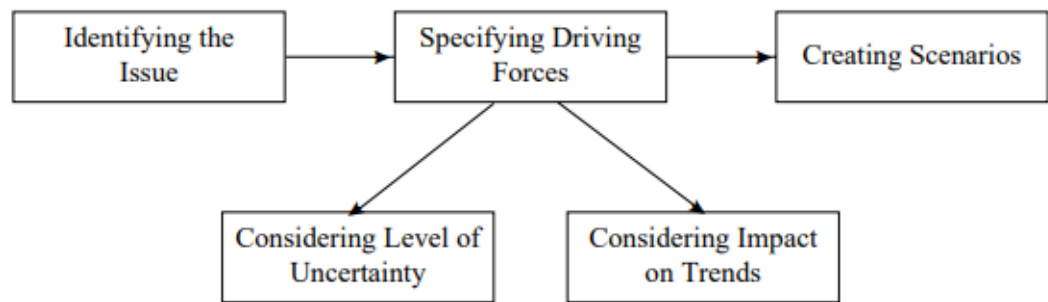 Identifying the
Issue
Specifying Driving
Forces
Creating Scenarios
Considering Level of
Uncertainty
Considering Impact
on Trends